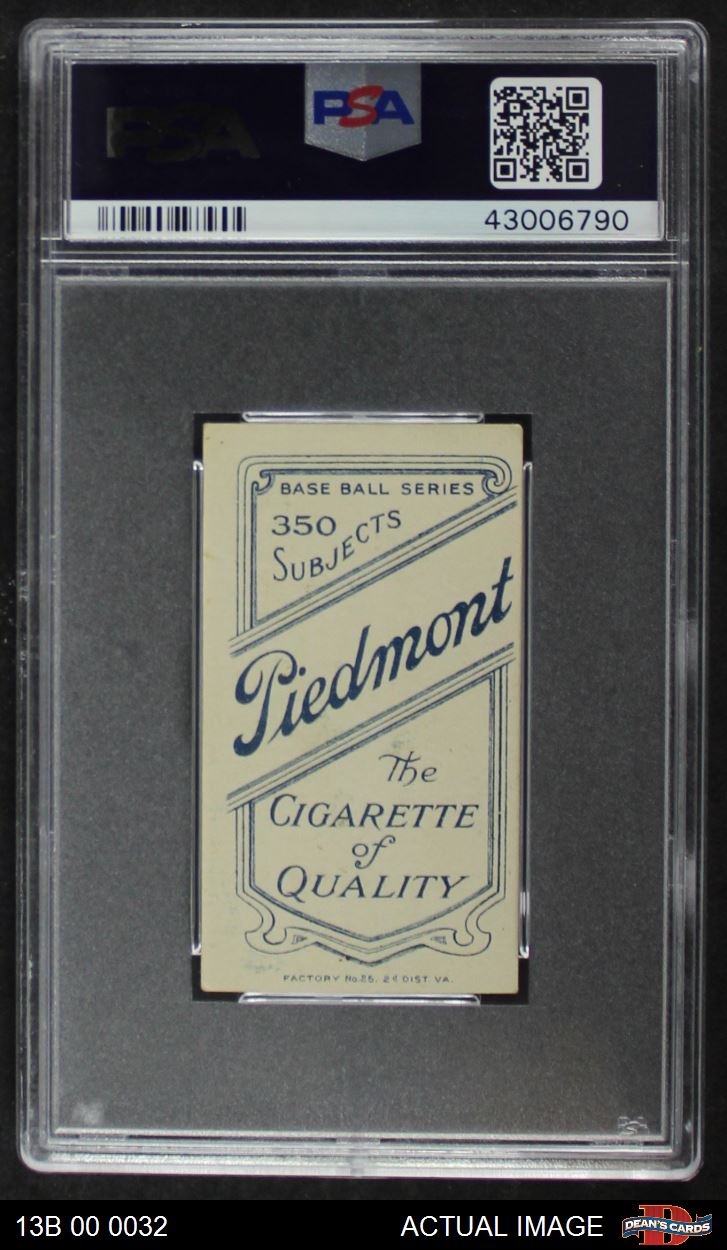 PSA
PSA
43006790
BASE BALL SERIES
350
SUBJECTS
Piedmont
The
CIGARETTE
of
QUALITY
FACTORY No. 25, 2d DIST. VA.
PSA
13B 00 0032
ACTUAL IMAGE
D
DEAN'S CARDS